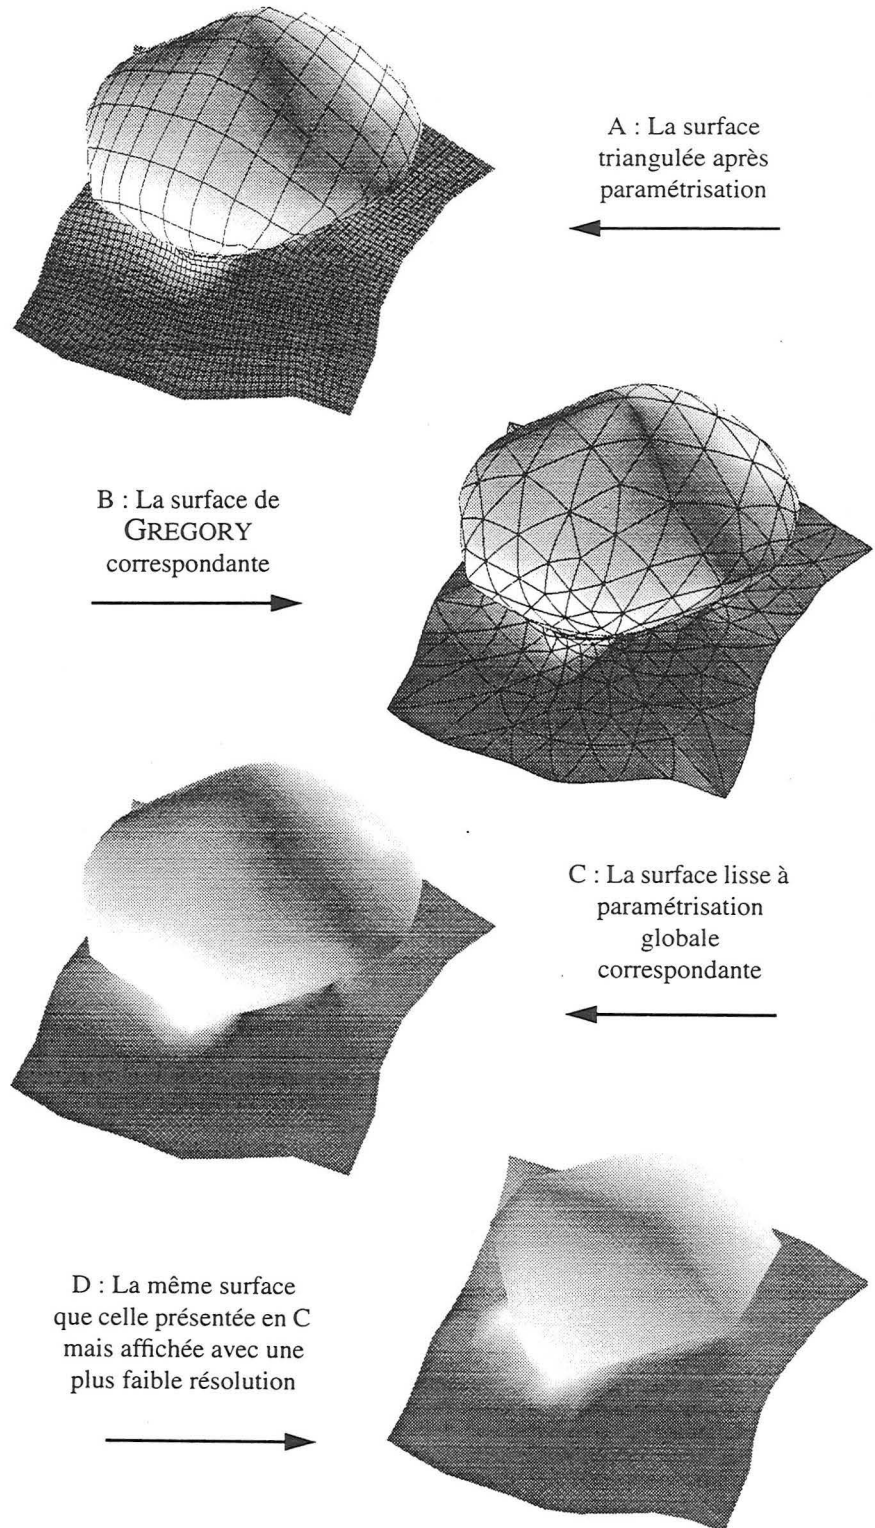 A : La surface
triangulée après
paramétrisation
B : La surface de
GREGORY
correspondante
C : La surface lisse à
paramétrisation
globale
correspondante
D : La même surface
que celle présentée en C
mais affichée avec une
plus faible résolution